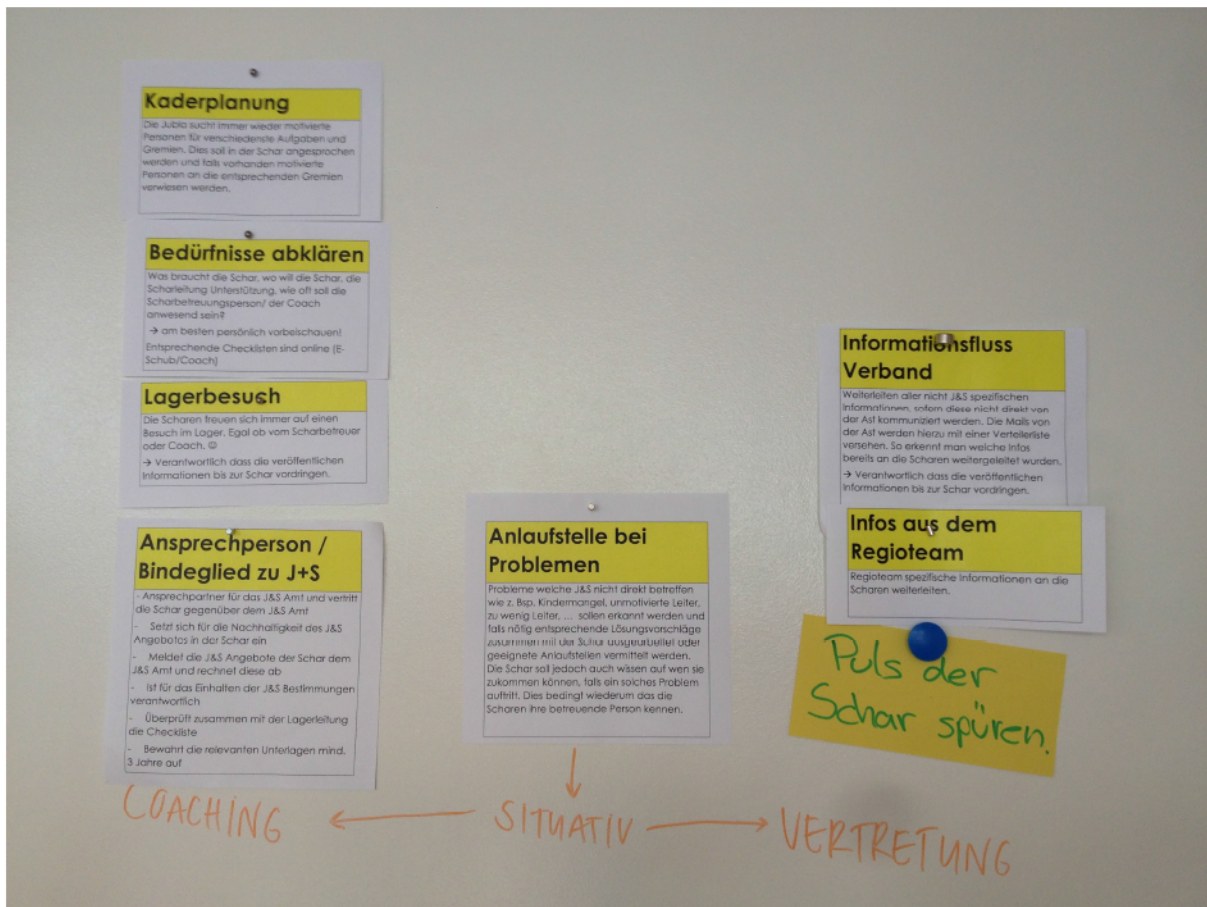 Kaderplanung
Die Jubla sucht immer wieder motivierte
Personen für verschiedenste Aufgaben und
Gremien. Dies soll in der Schar angesprochen
werden und falls vorhanden motivierte
Personen an die entsprechenden Gremien
verwiesen werden.
Bedürfnisse abklären
Was braucht die Schar, wo will die Schar, die
Scharleitung Unterstützung, wie oft soll die
Scharbetreuungsperson/ der Coach
anwesend sein?
→ am besten persönlich vorbeischauen!
Entsprechende Checklisten sind online (E-
Schub/Coach)
Lagerbesuch
Die Scharen freuen sich immer auf einen
Besuch im Lager. Egal ob vom Scharbetreuer
oder Coach. ☺
→ Verantwortlich dass die veröffentlichen
Informationen bis zur Schar vordringen.
Ansprechperson /
Bindeglied zu J+S
- Ansprechpartner für das J&S Amt und vertritt
die Schar gegenüber dem J&S Amt
- Setzt sich für die Nachhaltigkeit des J&S
Angebotes in der Schar ein
- Meldet die J&S Angebote der Schar dem
J&S Amt und rechnet diese ab
- Ist für das Einhalten der J&S Bestimmungen
verantwortlich
- Überprüft zusammen mit der Lagerleitung
die Checkliste
- Bewahrt die relevanten Unterlagen mind.
3 Jahre auf
Anlaufstelle bei
Problemen
Probleme welche J&S nicht direkt betreffen
wie z. Bsp. Kindermangel, unmotivierte Leiter,
zu wenig Leiter, ... sollen erkannt werden und
falls nötig entsprechende Lösungsvorschläge
zusammen mit der Schar ausgearbeitet oder
geeignete Anlaufstellen vermittelt werden.
Die Schar soll jedoch auch wissen auf wen sie
zukommen können, falls ein solches Problem
auftritt. Dies bedingt wiederum das die
Scharen ihre betreuende Person kennen.
Informationsfluss
Verband
Weiterleiten aller nicht J&S spezifischen
Informationen, sofern diese nicht direkt von
der Ast kommuniziert werden. Die Mails von
der Ast werden hierzu mit einer Verteilerliste
versehen. So erkennt man welche Infos
bereits an die Scharen weitergeleitet wurden.
→ Verantwortlich dass die veröffentlichen
Informationen bis zur Schar vordringen.
Infos aus dem
Regioteam
Regioteam spezifische Informationen an die
Scharen weiterleiten.
Puls der
Schar spüren.
COACHING ← SITUATIV → VERTRETUNG